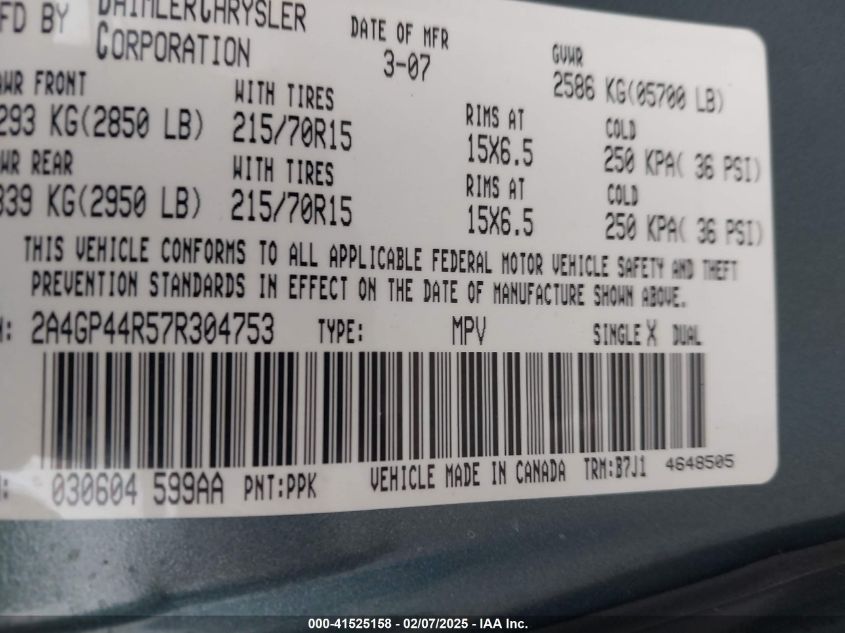 FD BY DAIMLERCHRYSLER CORPORATION DATE OF MFR 3-07 GVWR 2586 KG(05700 LB)
AWR FRONT WITH TIRES RIMS AT COLD
293 KG(2850 LB) 215/70R15 15X6.5 250 KPA( 36 PSI)
WR REAR WITH TIRES RIMS AT COLD
339 KG(2950 LB) 215/70R15 15X6.5 250 KPA( 36 PSI)
THIS VEHICLE CONFORMS TO ALL APPLICABLE FEDERAL MOTOR VEHICLE SAFETY AND THEFT
PREVENTION STANDARDS IN EFFECT ON THE DATE OF MANUFACTURE SHOWN ABOVE.
: 2A4GP44R57R304753 TYPE: MPV SINGLE X DUAL
: 030604 599AA PNT:PPK VEHICLE MADE IN CANADA TRM:B7J1 4648505
000-41525158 - 02/07/2025 - IAA Inc.